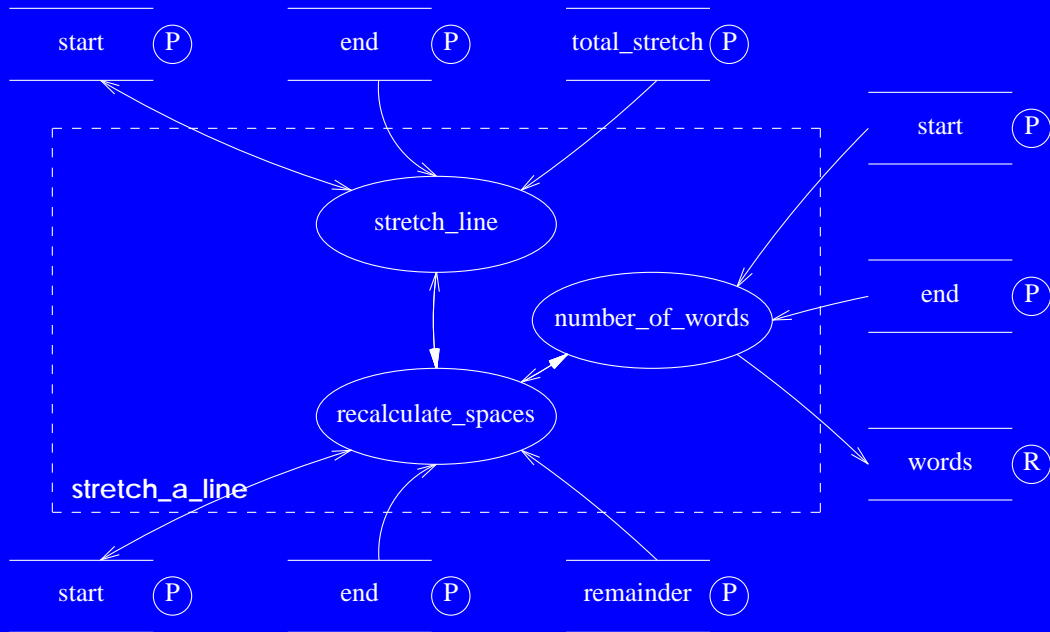 start P
end P
total_stretch P
start P
stretch_line
end P
number_of_words
recalculate_spaces
words R
stretch_a_line
start P
end P
remainder P